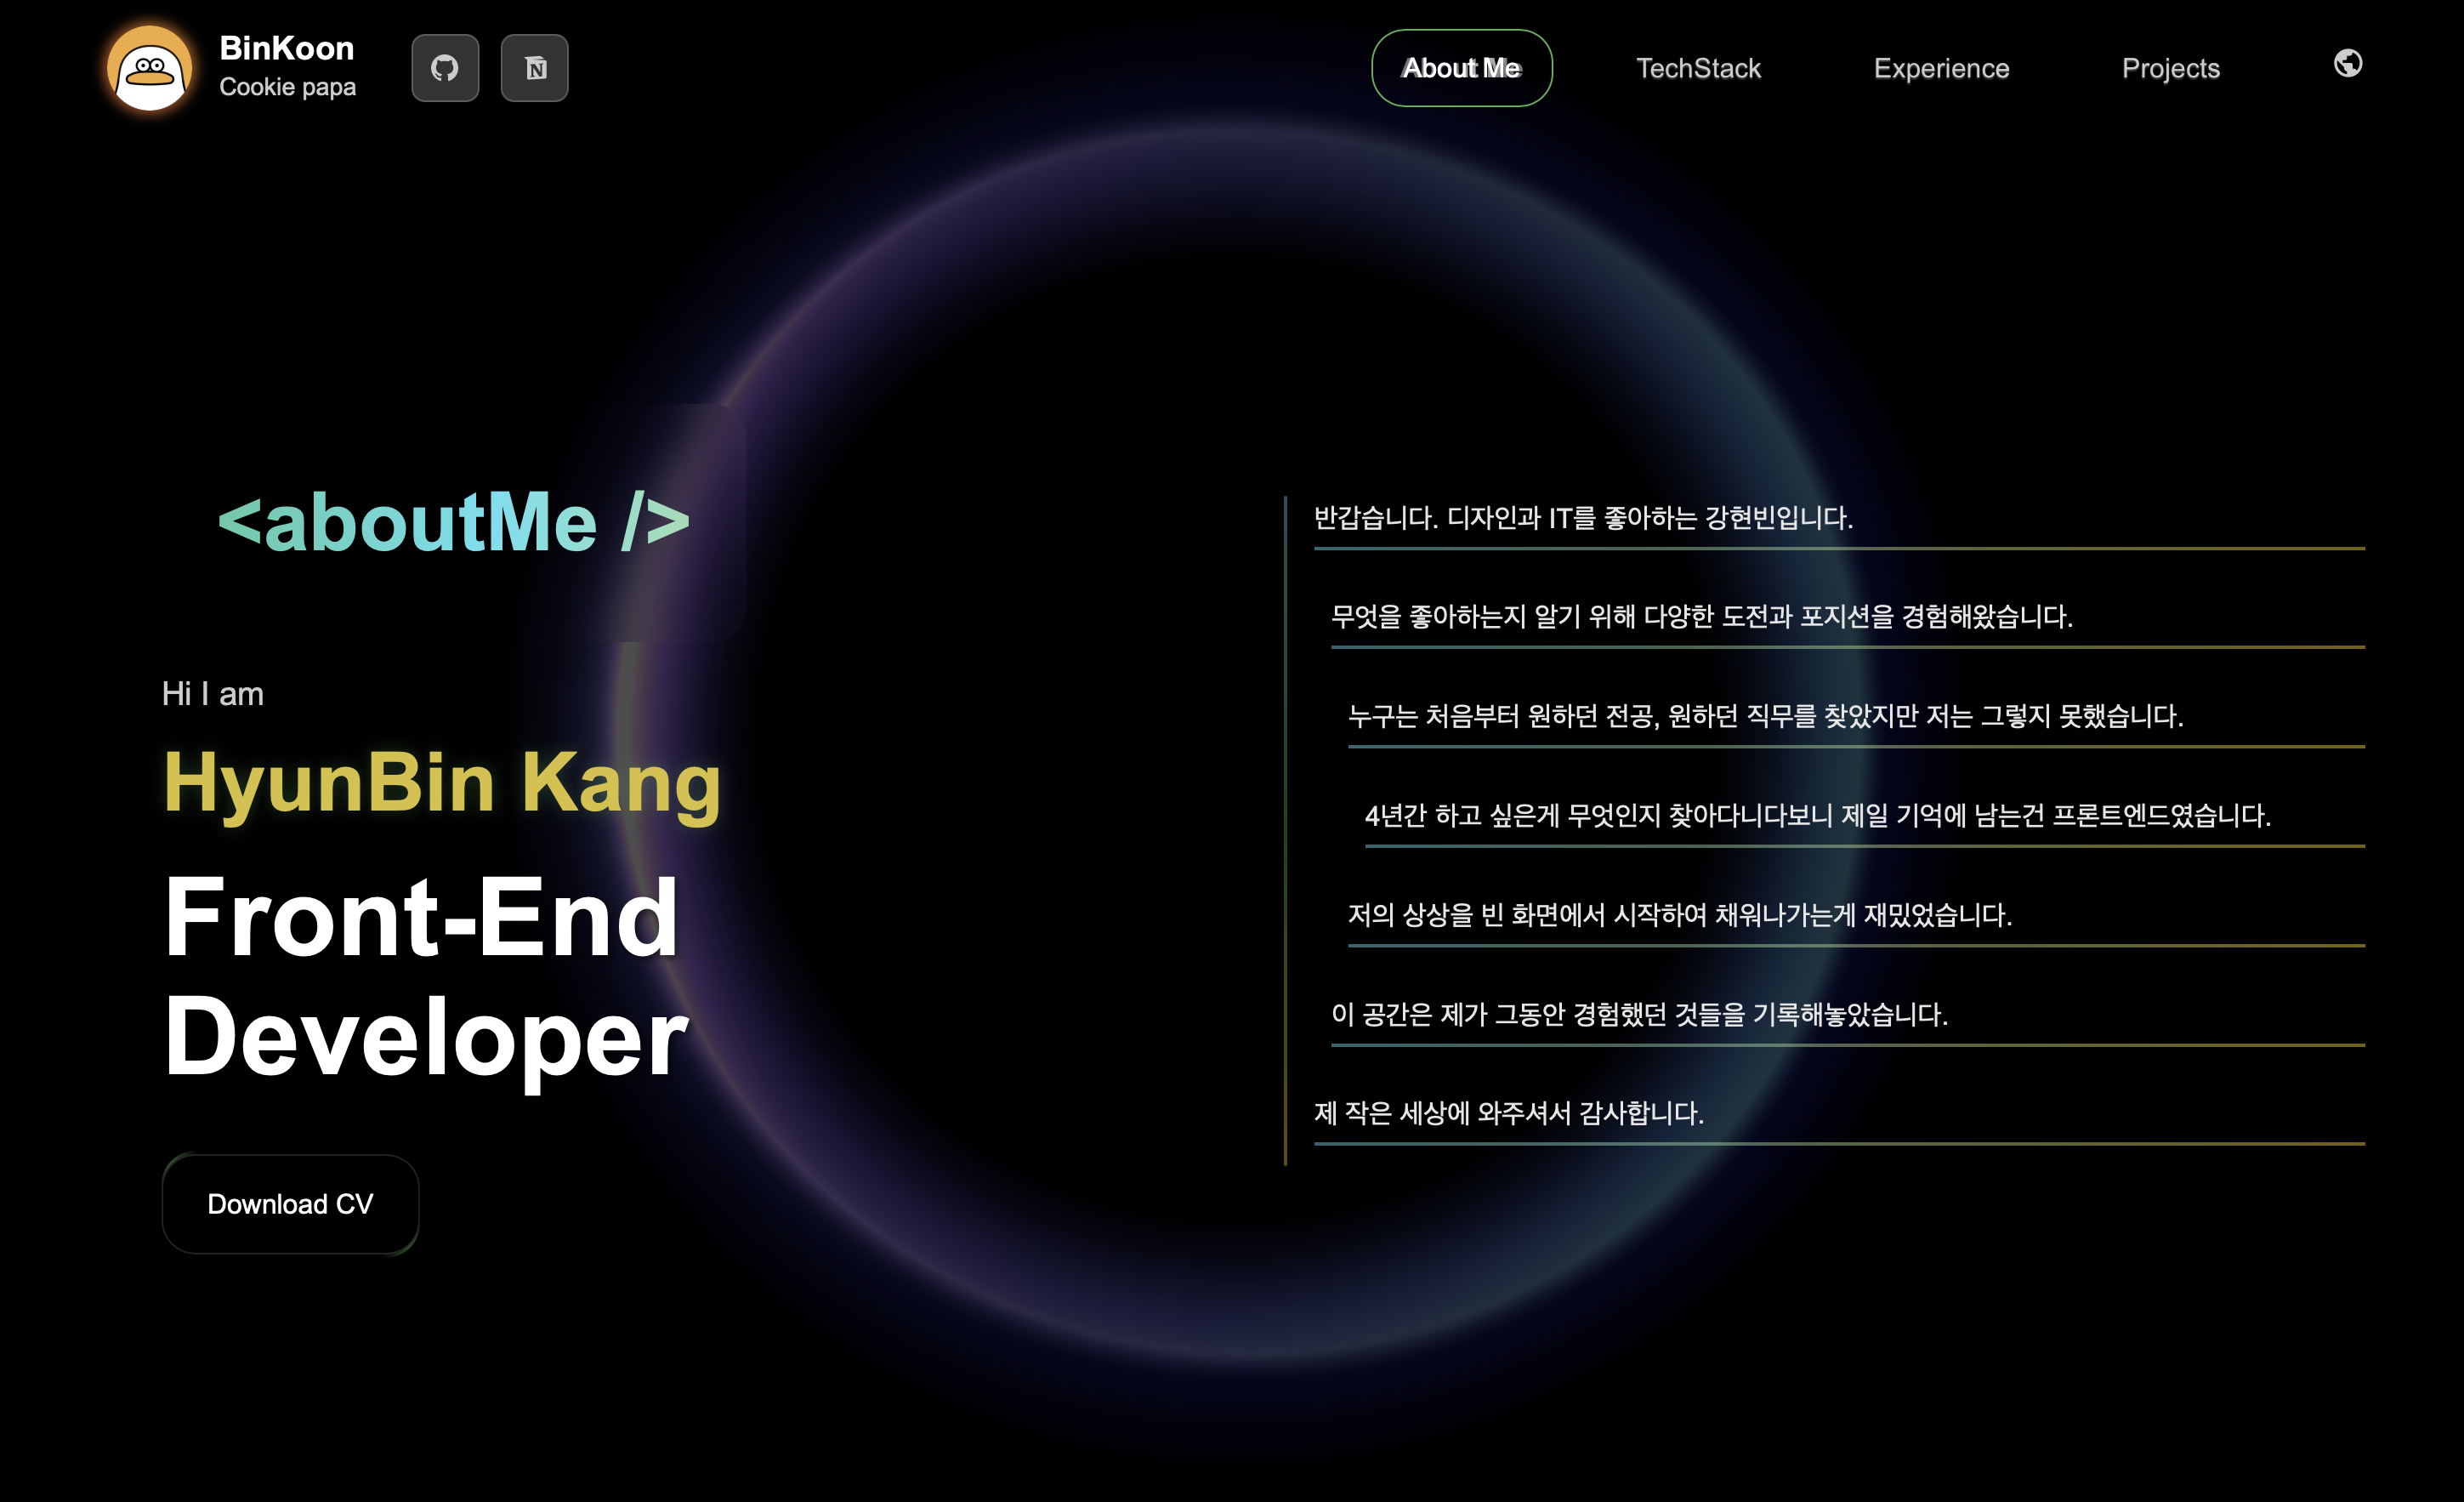 BinKoon
Cookie papa
N
About Me
TechStack
Experience
Projects
<aboutMe />
Hi I am
HyunBin Kang
Front-End
Developer
Download CV
반갑습니다. 디자인과 IT를 좋아하는 강현빈입니다.
무엇을 좋아하는지 알기 위해 다양한 도전과 포지션을 경험해왔습니다.
누구는 처음부터 원하던 전공, 원하던 직무를 찾았지만 저는 그렇지 못했습니다.
4년간 하고 싶은게 무엇인지 찾아다니다보니 제일 기억에 남는건 프론트엔드였습니다.
저의 상상을 빈 화면에서 시작하여 채워나가는게 재밌었습니다.
이 공간은 제가 그동안 경험했던 것들을 기록해놓았습니다.
제 작은 세상에 와주셔서 감사합니다.